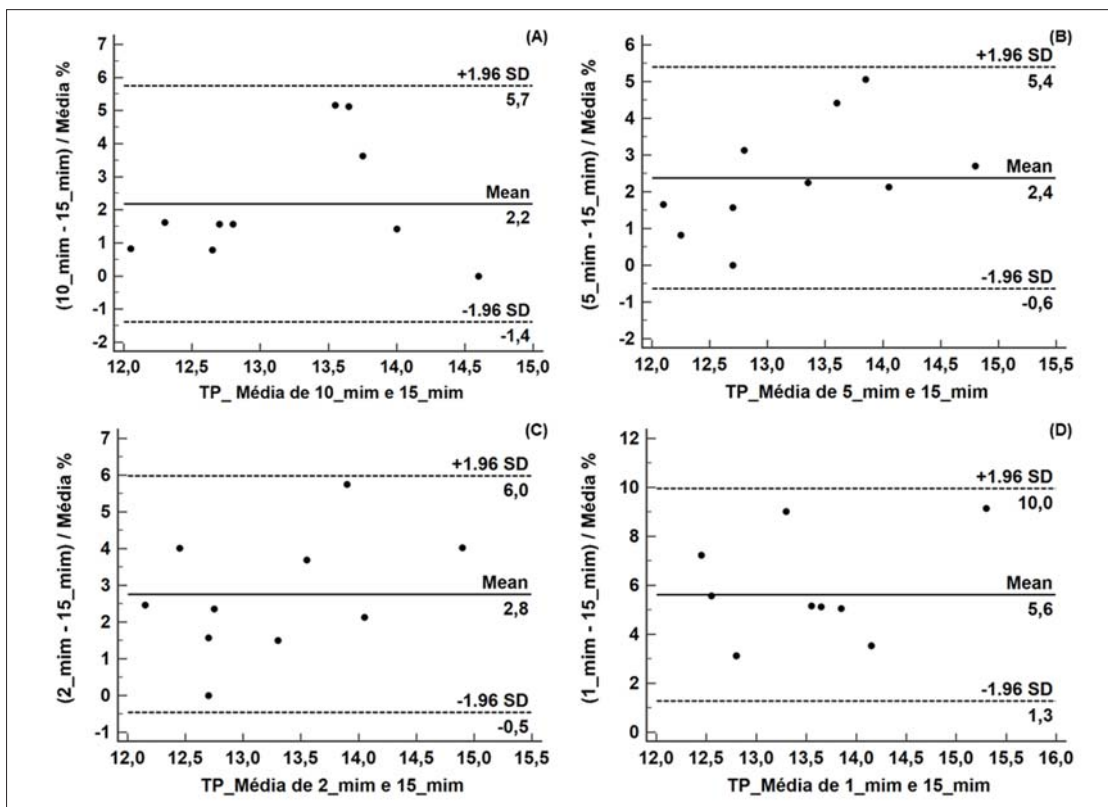 (A)
(10_mim - 15_mim) / Média %
7
6
5
4
3
2
1
0
-1
-2
+1.96 SD
5,7
Mean
2,2
-1.96 SD
-1,4
12,0 12,5 13,0 13,5 14,0 14,5 15,0
TP_ Média de 10_mim e 15_mim
(B)
(5_mim - 15_mim) / Média %
6
5
4
3
2
1
0
-1
-2
+1.96 SD
5,4
Mean
2,4
-1.96 SD
-0,6
12,0 12,5 13,0 13,5 14,0 14,5 15,0 15,5
TP_Média de 5_mim e 15_mim
(C)
(2_mim - 15_mim) / Média %
7
6
5
4
3
2
1
0
-1
+1.96 SD
6,0
Mean
2,8
-1.96 SD
-0,5
12,0 12,5 13,0 13,5 14,0 14,5 15,0 15,5
TP_Média de 2_mim e 15_mim
(D)
(1_mim - 15_mim) / Média %
12
10
8
6
4
2
0
+1.96 SD
10,0
Mean
5,6
-1.96 SD
1,3
12,0 12,5 13,0 13,5 14,0 14,5 15,0 15,5 16,0
TP_Média de 1_mim e 15_mim